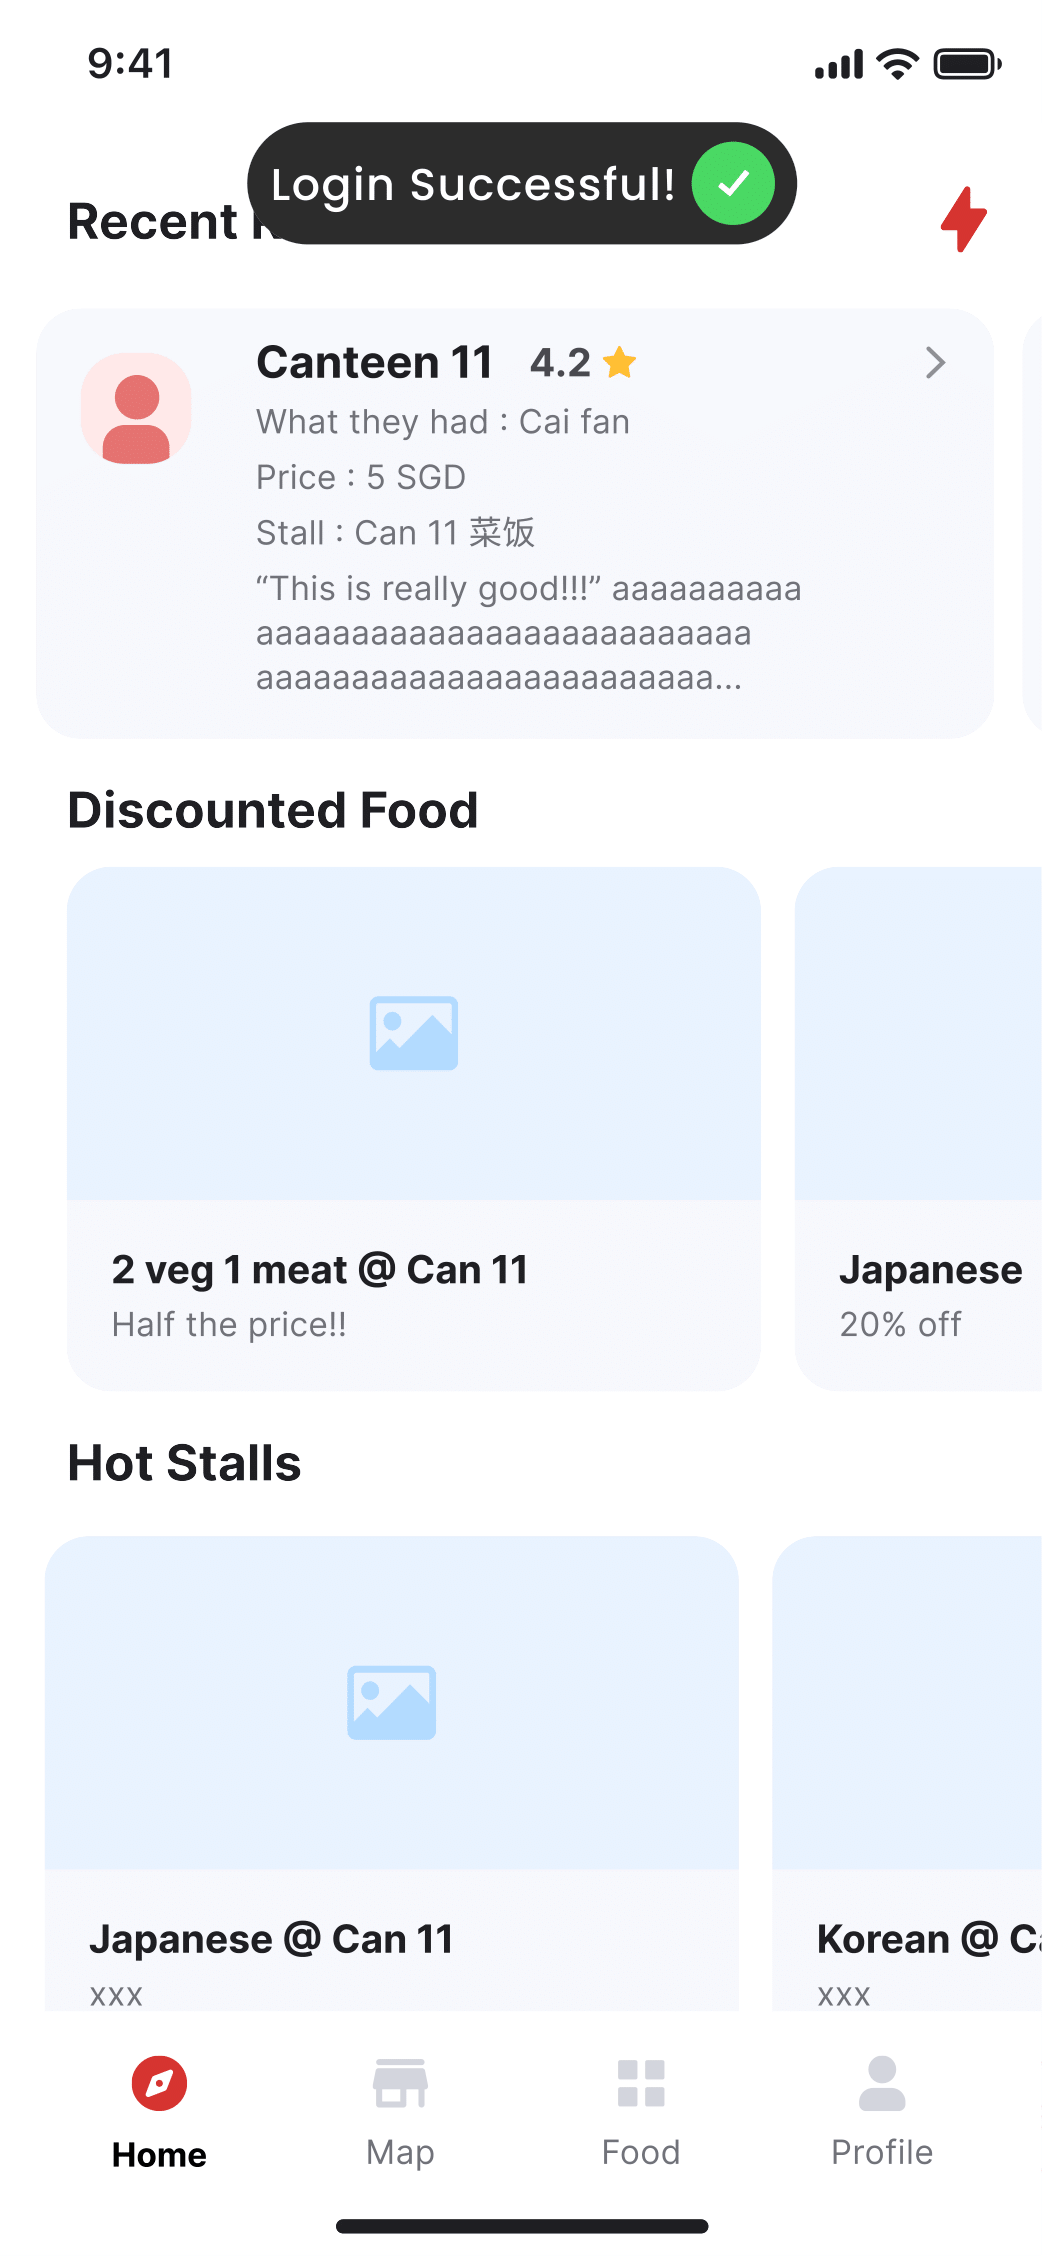 9:41
Login Successful!
Recent
Canteen 11 4.2
What they had : Cai fan
Price : 5 SGD
Stall : Can 11 菜饭
“This is really good!!!” aaaaaaaaaa
aaaaaaaaaaaaaaaaaaaaaaaaaa
aaaaaaaaaaaaaaaaaaaaaaaa...
Discounted Food
2 veg 1 meat @ Can 11
Half the price!!
Japanese
20% off
Hot Stalls
Japanese @ Can 11
xxx
Korean @ Ca
xxx
Home
Map
Food
Profile